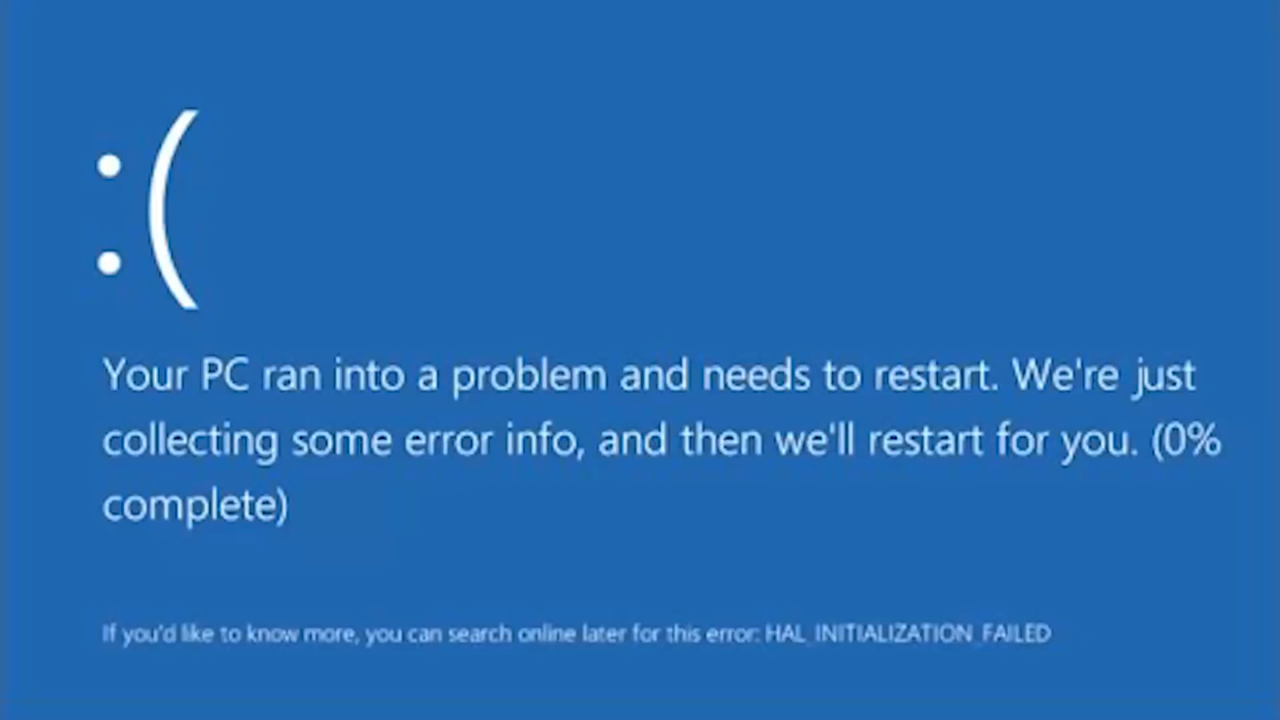 :(
Your PC ran into a problem and needs to restart. We're just
collecting some error info, and then we'll restart for you. (0%
complete)
If you'd like to know more, you can search online later for this error: HAL_INITIALIZATION_FAILED